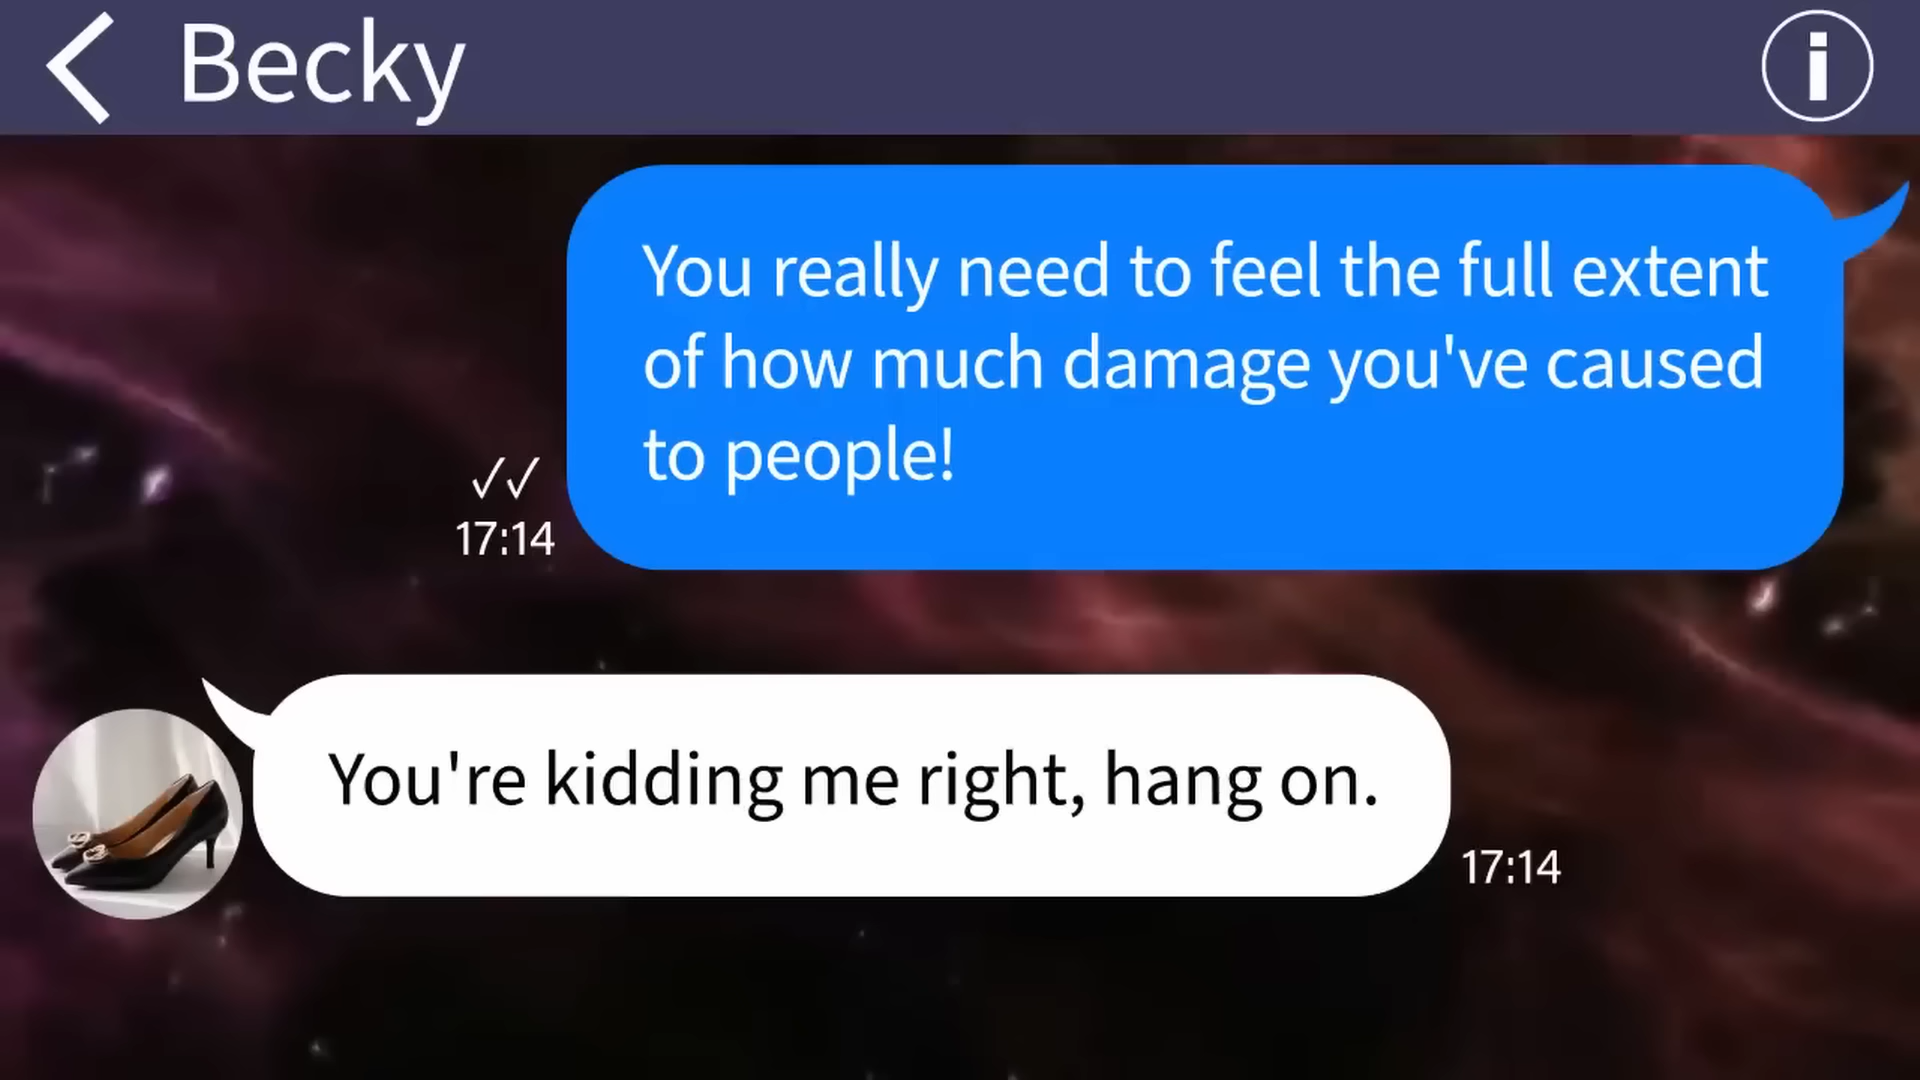 Becky
You really need to feel the full extent
of how much damage you've caused
to people!
17:14
You're kidding me right, hang on.
17:14